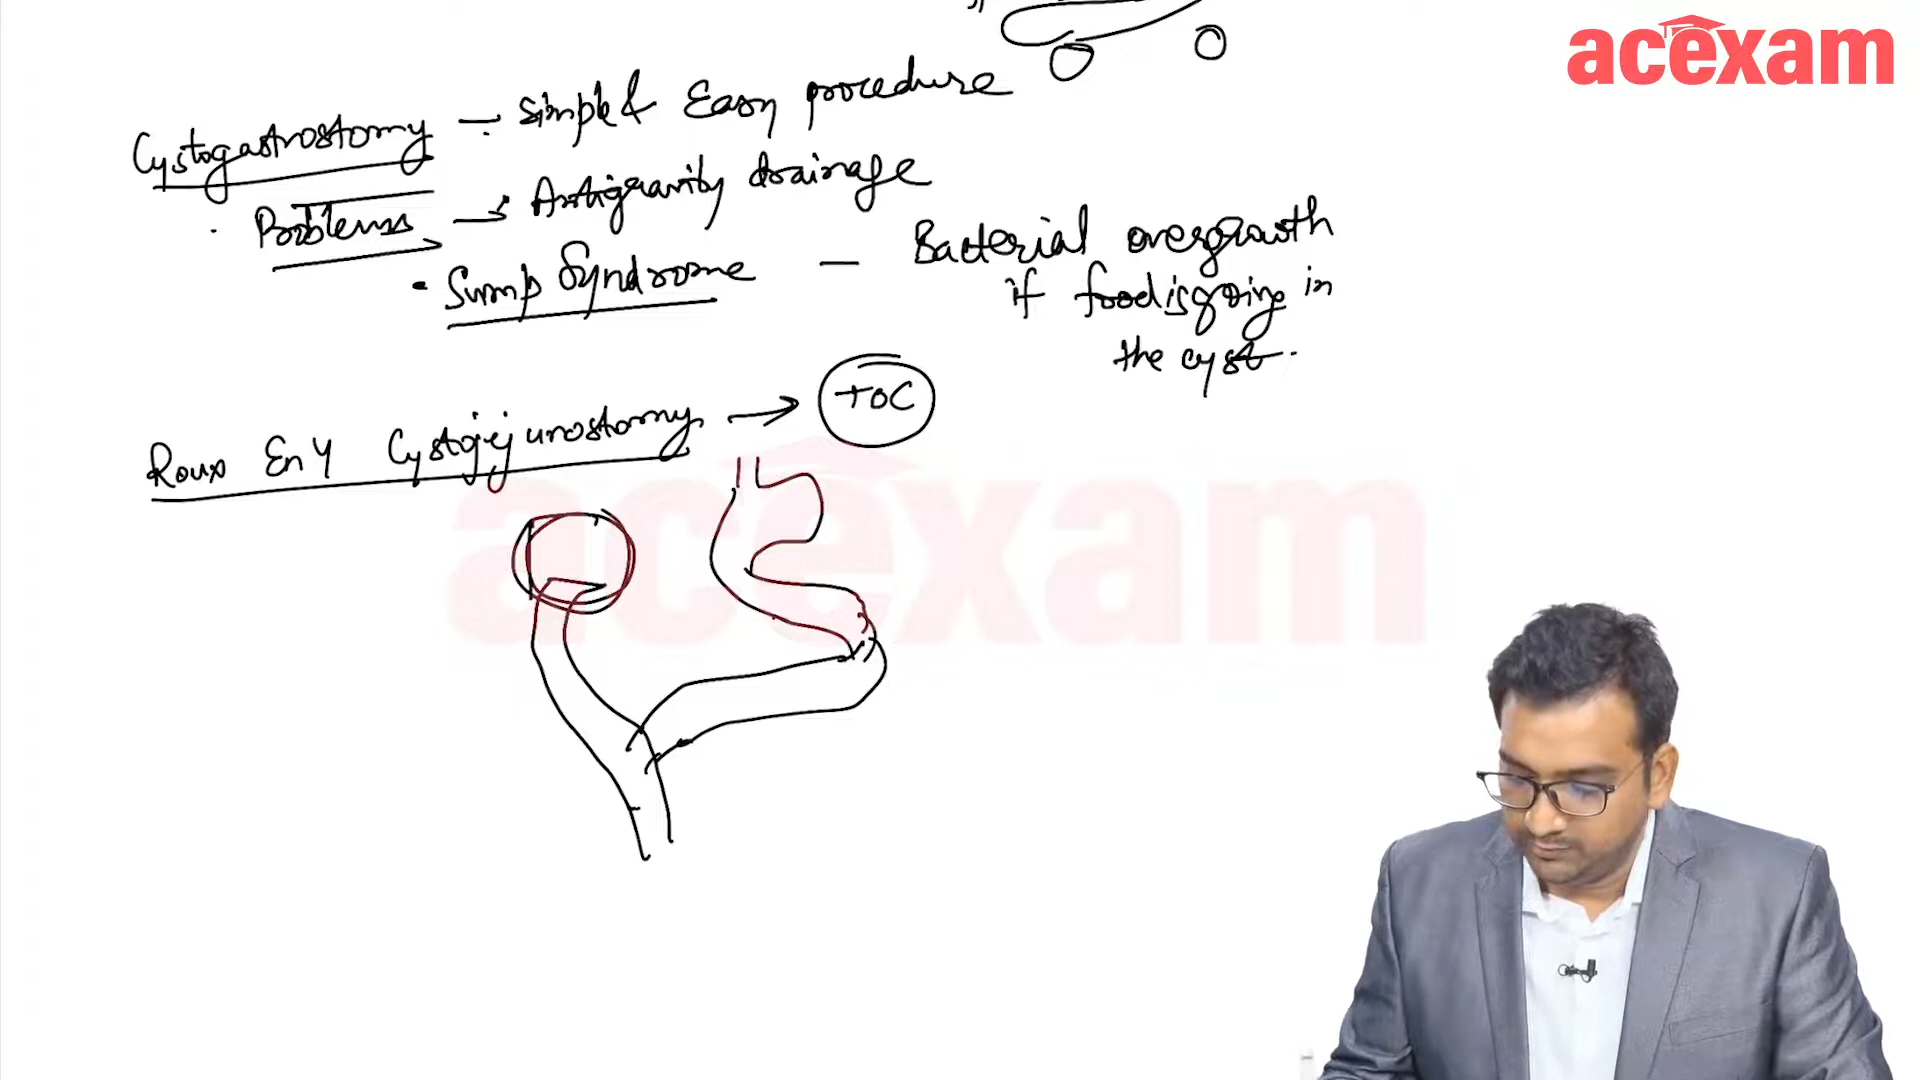 acexam
Cystogastrostomy - Simple & Easy procedure
Problems → Antigravity drainage
• Sump Syndrome - Bacterial overgrowth
if food is going in
the cyst.
Roux En Y Cystojejunostomy → TOC
acexam